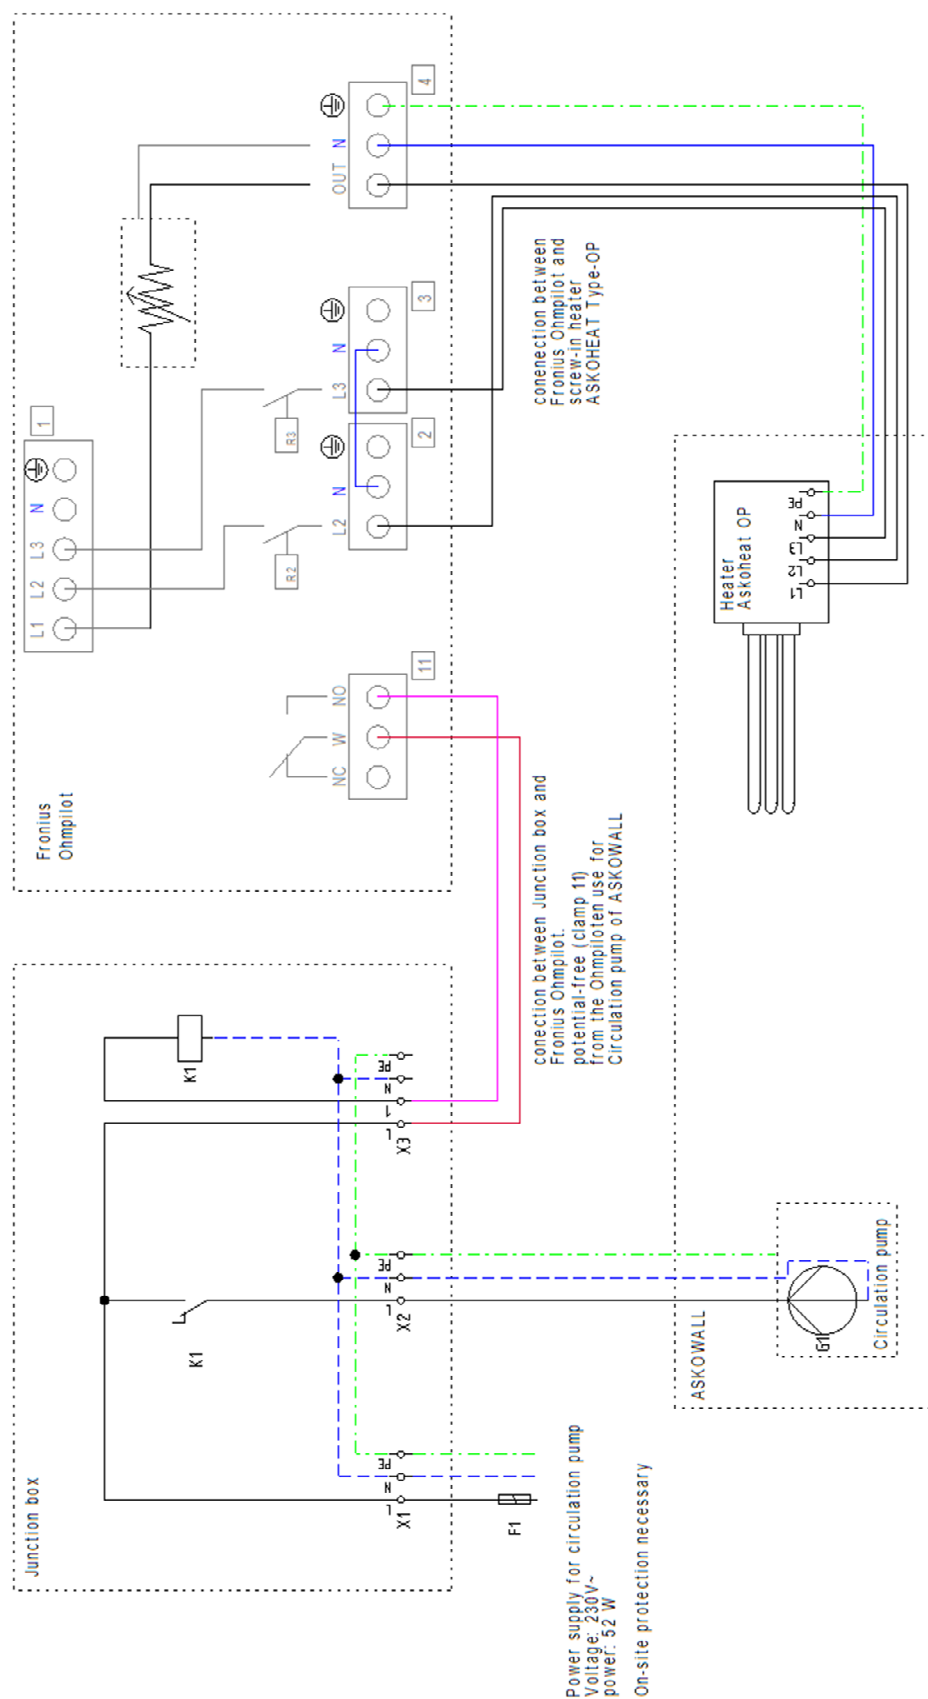 Junction box
K1
K1
L
N
PE
X1
L
N
PE
X2
L
1
N
PE
X3
F1
Power supply for circulation pump
Voltage: 230V~
power: 52 W
On-site protection necessary
Fronius
Ohmpilot
NC
W
NO
11
L1
L2
L3
N
1
R2
R3
L2
N
2
L3
N
3
OUT
N
4
conection between Junction box and
Fronius Ohmpilot.
potential-free (clamp 11)
from the Ohmpiloten use for
Circulation pump of ASKOWALL
conenection between
Fronius Ohmpilot and
screw-in heater
ASKOHEAT Type-OP
ASKOWALL
G1
Circulation pump
Heater
Askoheat OP
L1
L2
L3
N
PE